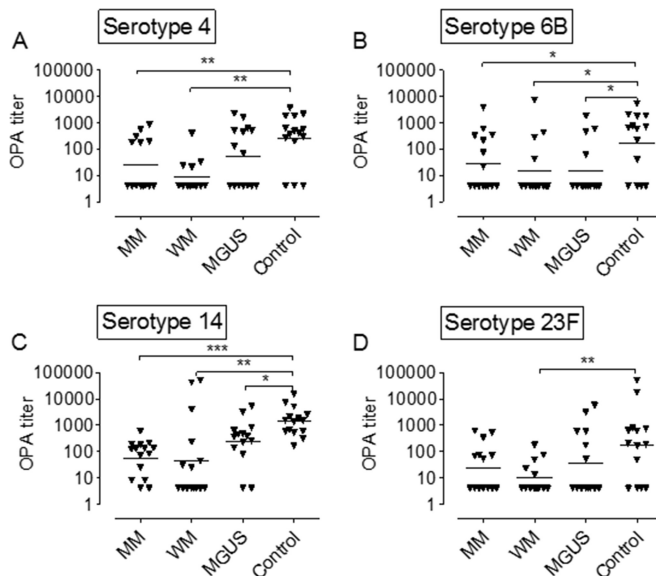 A
Serotype 4
OPA titer
100000
10000
1000
100
10
1
**
**
MM
WM
MGUS
Control
B
Serotype 6B
OPA titer
100000
10000
1000
100
10
1
*
*
*
MM
WM
MGUS
Control
C
Serotype 14
OPA titer
100000
10000
1000
100
10
1
***
**
*
MM
WM
MGUS
Control
D
Serotype 23F
OPA titer
100000
10000
1000
100
10
1
**
MM
WM
MGUS
Control